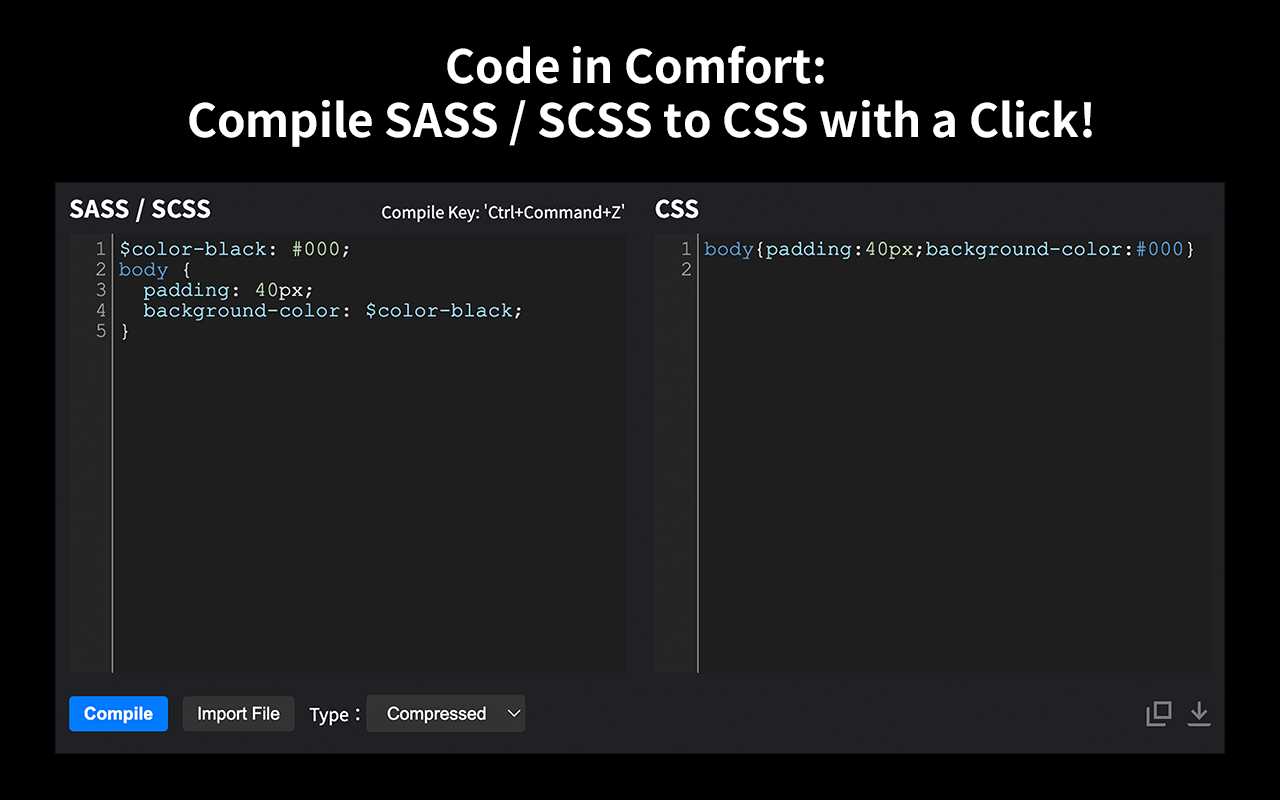 Code in Comfort:
Compile SASS / SCSS to CSS with a Click!
SASS / SCSS
Compile Key: 'Ctrl+Command+Z'
1 $color-black: #000;
2 body {
3   padding: 40px;
4   background-color: $color-black;
5 }
CSS
1 body{padding:40px;background-color:#000}
2
Compile
Import File
Type :
Compressed